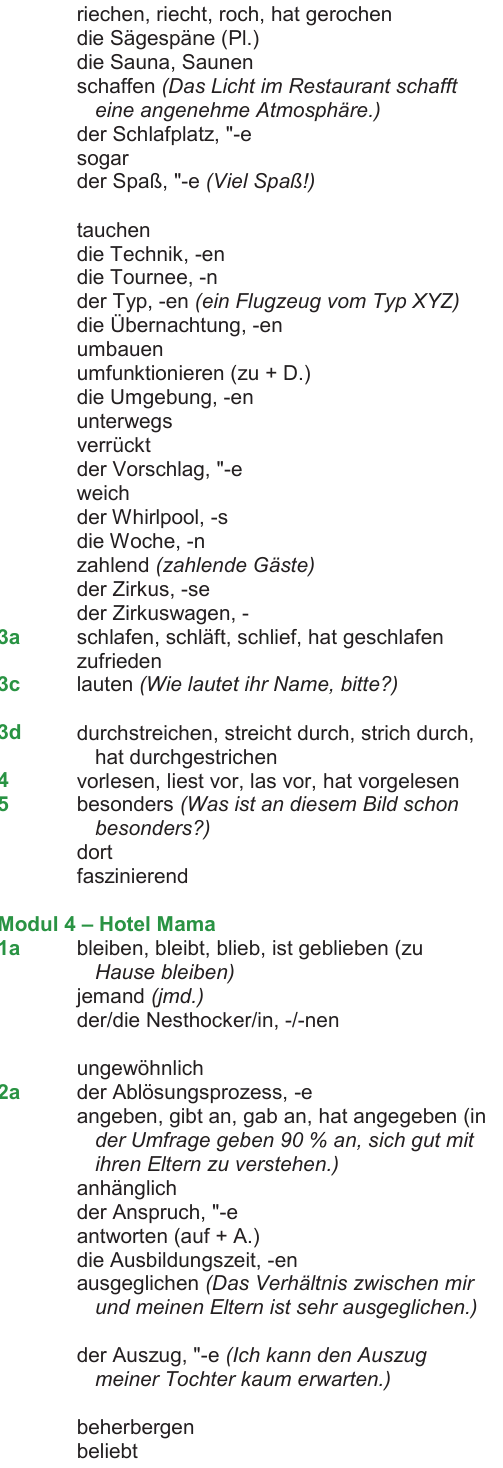 riechen, riecht, roch, hat gerochen
die Sägespäne (Pl.)
die Sauna, Saunen
schaffen (Das Licht im Restaurant schafft
eine angenehme Atmosphäre.)
der Schlafplatz, "-e
sogar
der Spaß, "-e (Viel Spaß!)
tauchen
die Technik, -en
die Tournee, -n
der Typ, -en (ein Flugzeug vom Typ XYZ)
die Übernachtung, -en
umbauen
umfunktionieren (zu + D.)
die Umgebung, -en
unterwegs
verrückt
der Vorschlag, "-e
weich
der Whirlpool, -s
die Woche, -n
zahlend (zahlende Gäste)
der Zirkus, -se
der Zirkuswagen, -
3a schlafen, schläft, schlief, hat geschlafen
zufrieden
3c lauten (Wie lautet ihr Name, bitte?)
3d durchstreichen, streicht durch, strich durch,
hat durchgestrichen
4 vorlesen, liest vor, las vor, hat vorgelesen
5 besonders (Was ist an diesem Bild schon
besonders?)
dort
faszinierend
Modul 4 – Hotel Mama
1a bleiben, bleibt, blieb, ist geblieben (zu
Hause bleiben)
jemand (jmd.)
der/die Nesthocker/in, -/-nen
ungewöhnlich
2a der Ablösungsprozess, -e
angeben, gibt an, gab an, hat angegeben (in
der Umfrage geben 90 % an, sich gut mit
ihren Eltern zu verstehen.)
anhänglich
der Anspruch, "-e
antworten (auf + A.)
die Ausbildungszeit, -en
ausgeglichen (Das Verhältnis zwischen mir
und meinen Eltern ist sehr ausgeglichen.)
der Auszug, "-e (Ich kann den Auszug
meiner Tochter kaum erwarten.)
beherbergen
beliebt